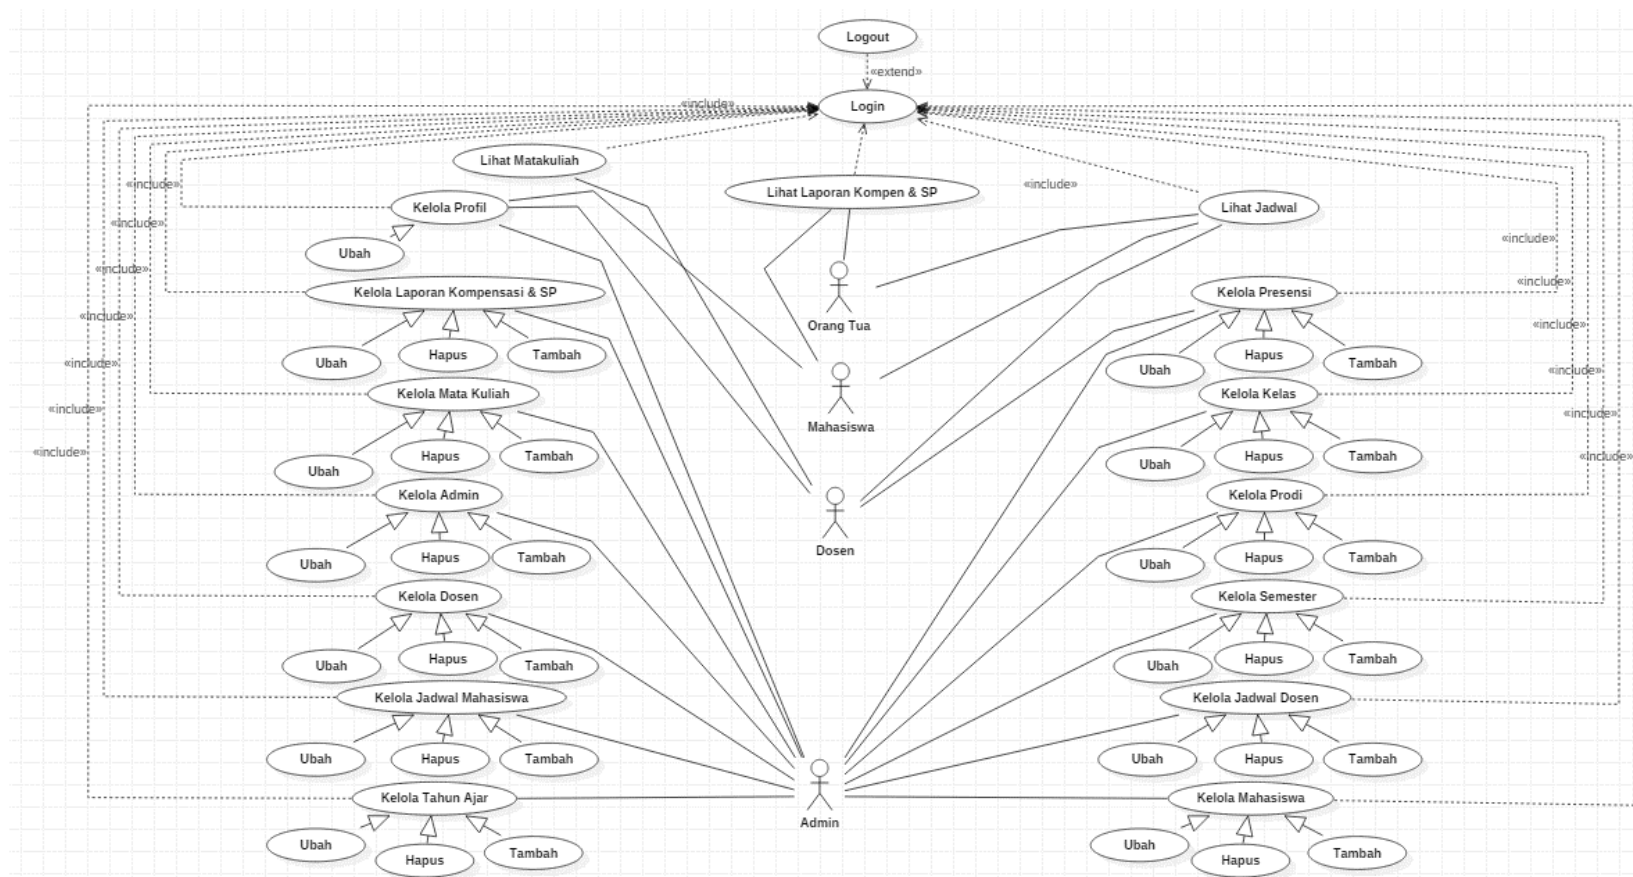 Logout
«extend»
«include»
Login
Lihat Matakuliah
«include»
Lihat Laporan Kompen & SP
«include»
Kelola Profil
Lihat Jadwal
«include»
Ubah
«include»
«include»
Kelola Laporan Kompensasi & SP
Kelola Presensi
«include»
«include»
Orang Tua
«include»
Ubah
Hapus
Tambah
Ubah
Hapus
Tambah
«include»
«include»
Kelola Mata Kuliah
Kelola Kelas
«include»
«include»
Mahasiswa
«include»
Ubah
Hapus
Tambah
Ubah
Hapus
Tambah
«include»
Kelola Admin
Kelola Prodi
Dosen
Ubah
Hapus
Tambah
Ubah
Hapus
Tambah
Kelola Dosen
Kelola Semester
Ubah
Hapus
Tambah
Ubah
Hapus
Tambah
Kelola Jadwal Mahasiswa
Kelola Jadwal Dosen
Ubah
Hapus
Tambah
Ubah
Hapus
Tambah
Kelola Tahun Ajar
Kelola Mahasiswa
Admin
Ubah
Hapus
Tambah
Ubah
Hapus
Tambah